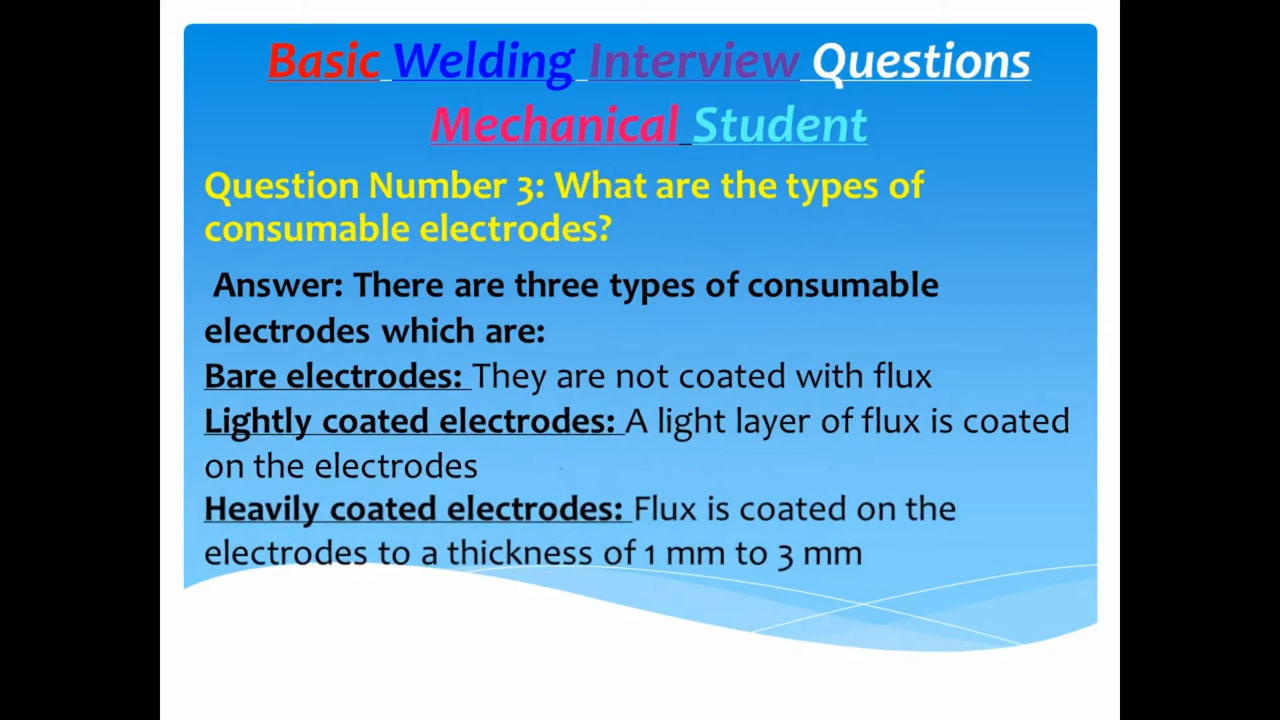 Basic Welding Interview Questions
Mechanical Student
Question Number 3: What are the types of
consumable electrodes?
Answer: There are three types of consumable
electrodes which are:
Bare electrodes: They are not coated with flux
Lightly coated electrodes: A light layer of flux is coated
on the electrodes
Heavily coated electrodes: Flux is coated on the
electrodes to a thickness of 1 mm to 3 mm